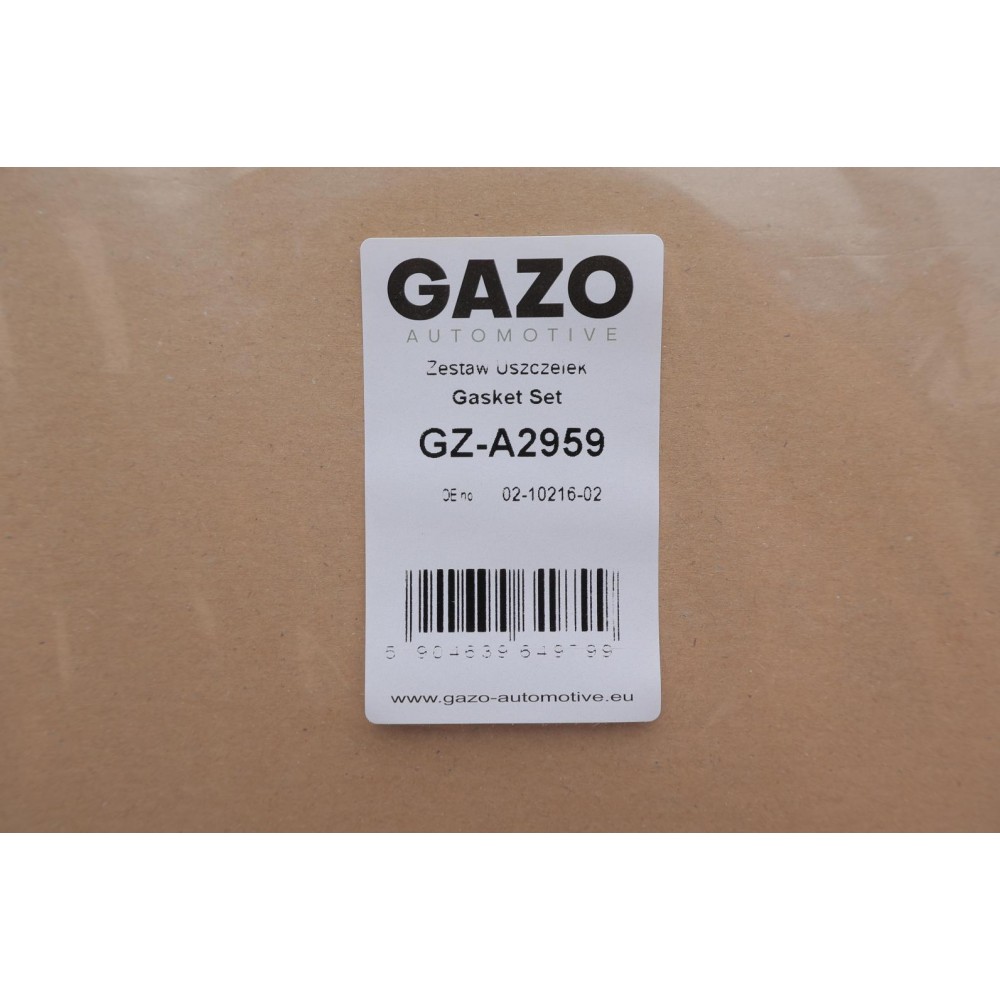 GAZO
AUTOMOTIVE
Zestaw Uszczelek
Gasket Set
GZ-A2959
OE no 02-10216-02
5 904639 649799
www.gazo-automotive.eu